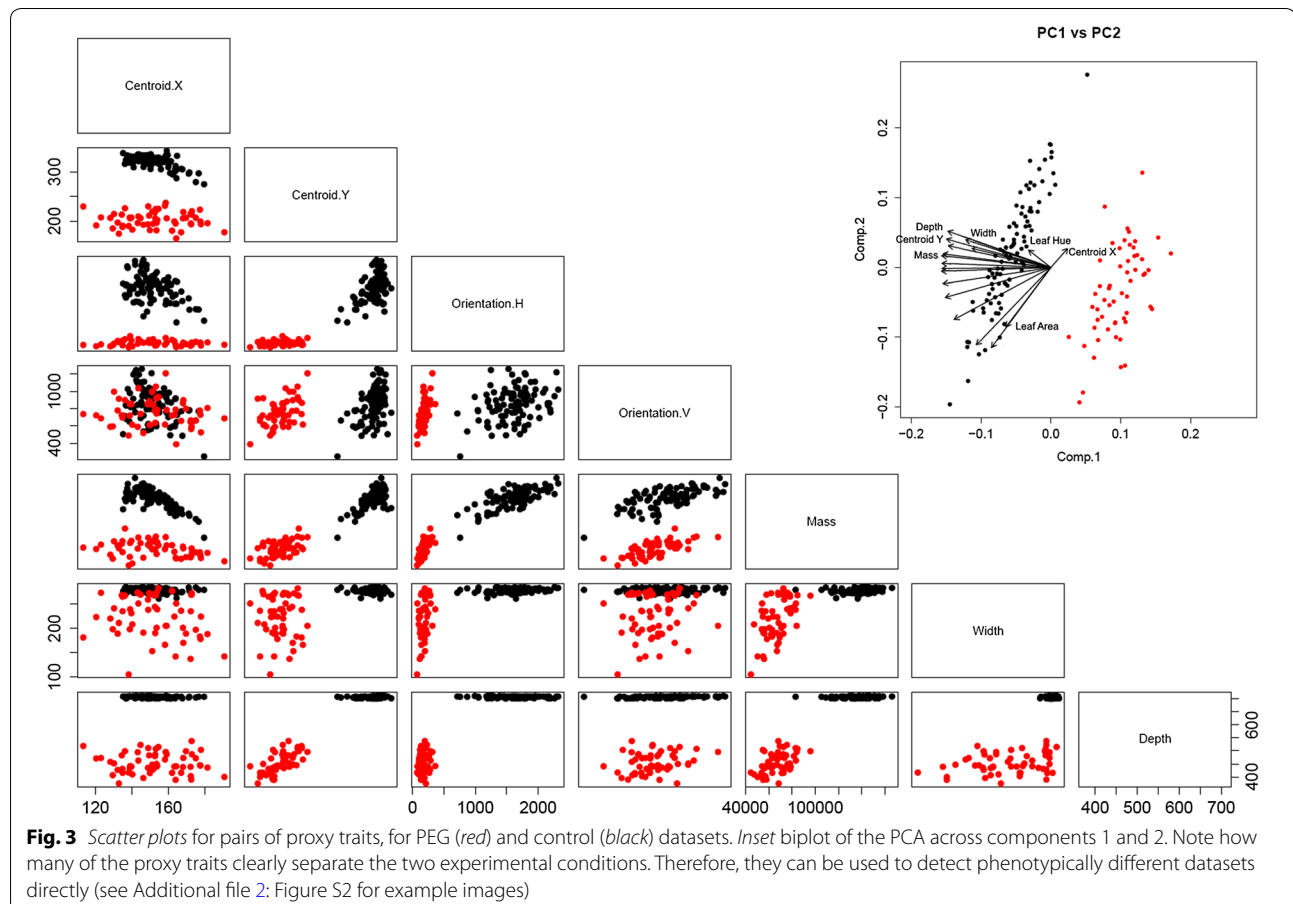 PC1 vs PC2
Centroid.X
Centroid.Y
Orientation.H
Orientation.V
Mass
Width
Depth
200 300
400 1000
100 200
400 600
120 160
0 1000 2000
40000 100000
400 500 600 700
Comp.2
−0.2 −0.1 0.0 0.1 0.2
Depth
Width
Centroid Y
Leaf Hue
Centroid X
Mass
Leaf Area
−0.2 −0.1 0.0 0.1 0.2
Comp.1
Fig. 3 Scatter plots for pairs of proxy traits, for PEG (red) and control (black) datasets. Inset biplot of the PCA across components 1 and 2. Note how
many of the proxy traits clearly separate the two experimental conditions. Therefore, they can be used to detect phenotypically different datasets
directly (see Additional file 2: Figure S2 for example images)